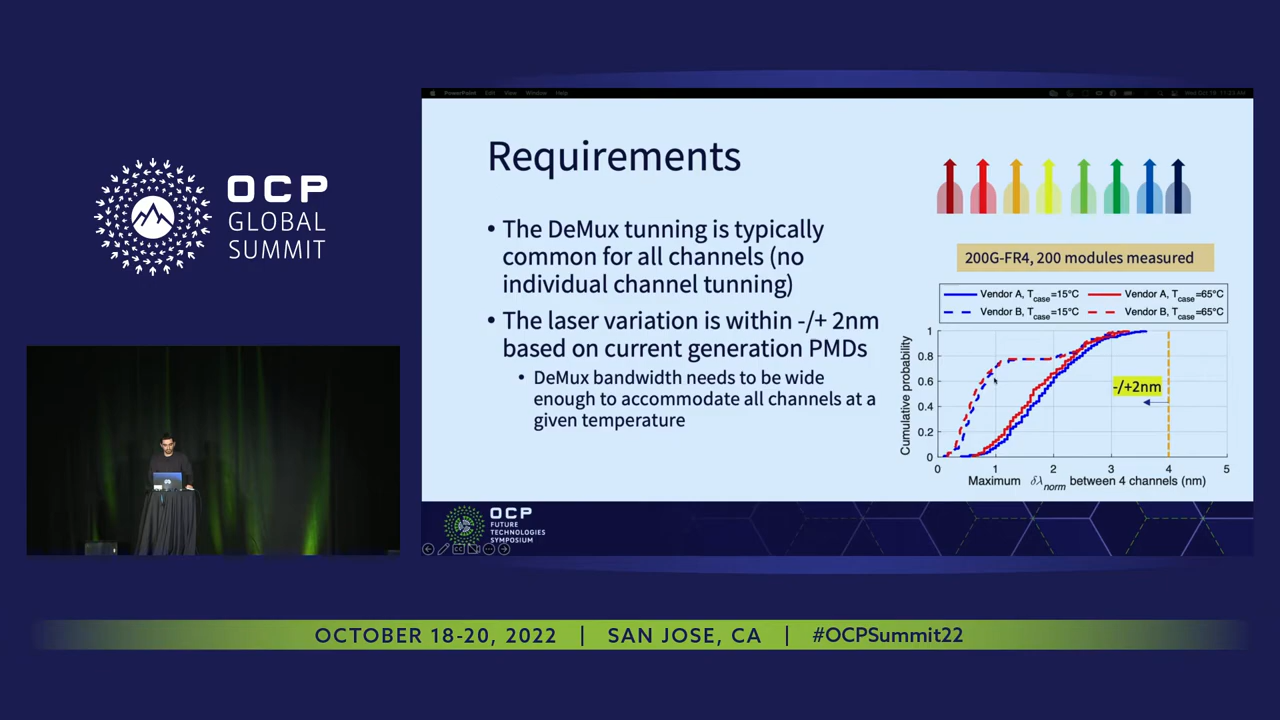 PowerPoint Edit View Window Help
OCP
GLOBAL
SUMMIT
Requirements
• The DeMux tunning is typically
common for all channels (no
individual channel tunning)
• The laser variation is within -/+ 2nm
based on current generation PMDs
• DeMux bandwidth needs to be wide
enough to accommodate all channels at a
given temperature
200G-FR4, 200 modules measured
Vendor A, Tcase=15°C Vendor A, Tcase=65°C
Vendor B, Tcase=15°C Vendor B, Tcase=65°C
Cumulative probability
1
0.8
0.6
0.4
0.2
0
-/+2nm
0 1 2 3 4 5
Maximum δλnorm between 4 channels (nm)
OCP
FUTURE
TECHNOLOGIES
SYMPOSIUM
OCTOBER 18-20, 2022 | SAN JOSE, CA | #OCPSummit22